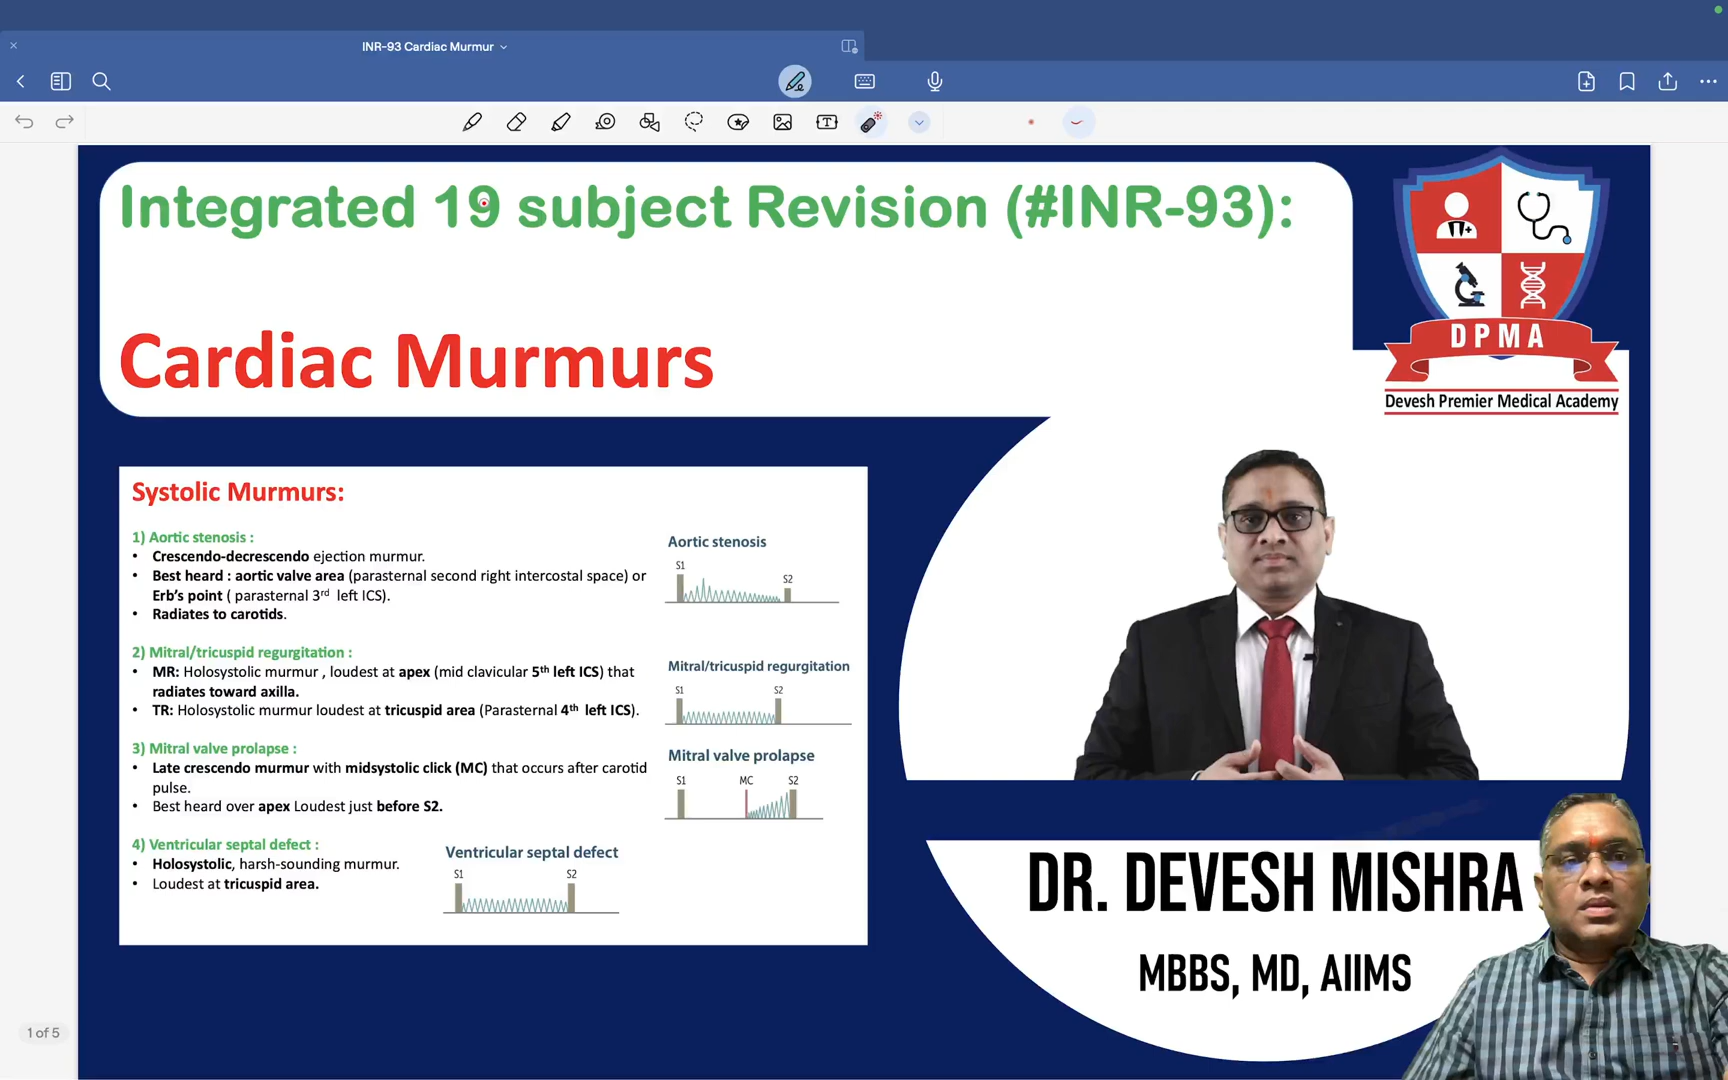 INR-93 Cardiac Murmur
Integrated 19 subject Revision (#INR-93):
Cardiac Murmurs
DPMA
Devesh Premier Medical Academy
Systolic Murmurs:
1) Aortic stenosis :
• Crescendo-decrescendo ejection murmur.
• Best heard : aortic valve area (parasternal second right intercostal space) or
Erb's point ( parasternal 3rd left ICS).
• Radiates to carotids.
Aortic stenosis
S1 S2
2) Mitral/tricuspid regurgitation :
• MR: Holosystolic murmur , loudest at apex (mid clavicular 5th left ICS) that
radiates toward axilla.
• TR: Holosystolic murmur loudest at tricuspid area (Parasternal 4th left ICS).
Mitral/tricuspid regurgitation
S1 S2
3) Mitral valve prolapse :
• Late crescendo murmur with midsystolic click (MC) that occurs after carotid
pulse.
• Best heard over apex Loudest just before S2.
Mitral valve prolapse
S1 MC S2
4) Ventricular septal defect :
• Holosystolic, harsh-sounding murmur.
• Loudest at tricuspid area.
Ventricular septal defect
S1 S2
DR. DEVESH MISHRA
MBBS, MD, AIIMS
1 of 5